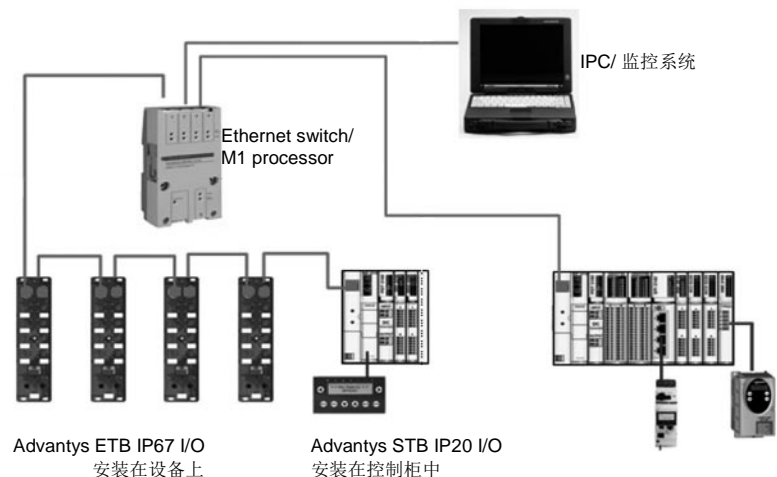 IPC/ 监控系统
Ethernet switch/
M1 processor
Advantys ETB IP67 I/O
安装在设备上
Advantys STB IP20 I/O
安装在控制柜中